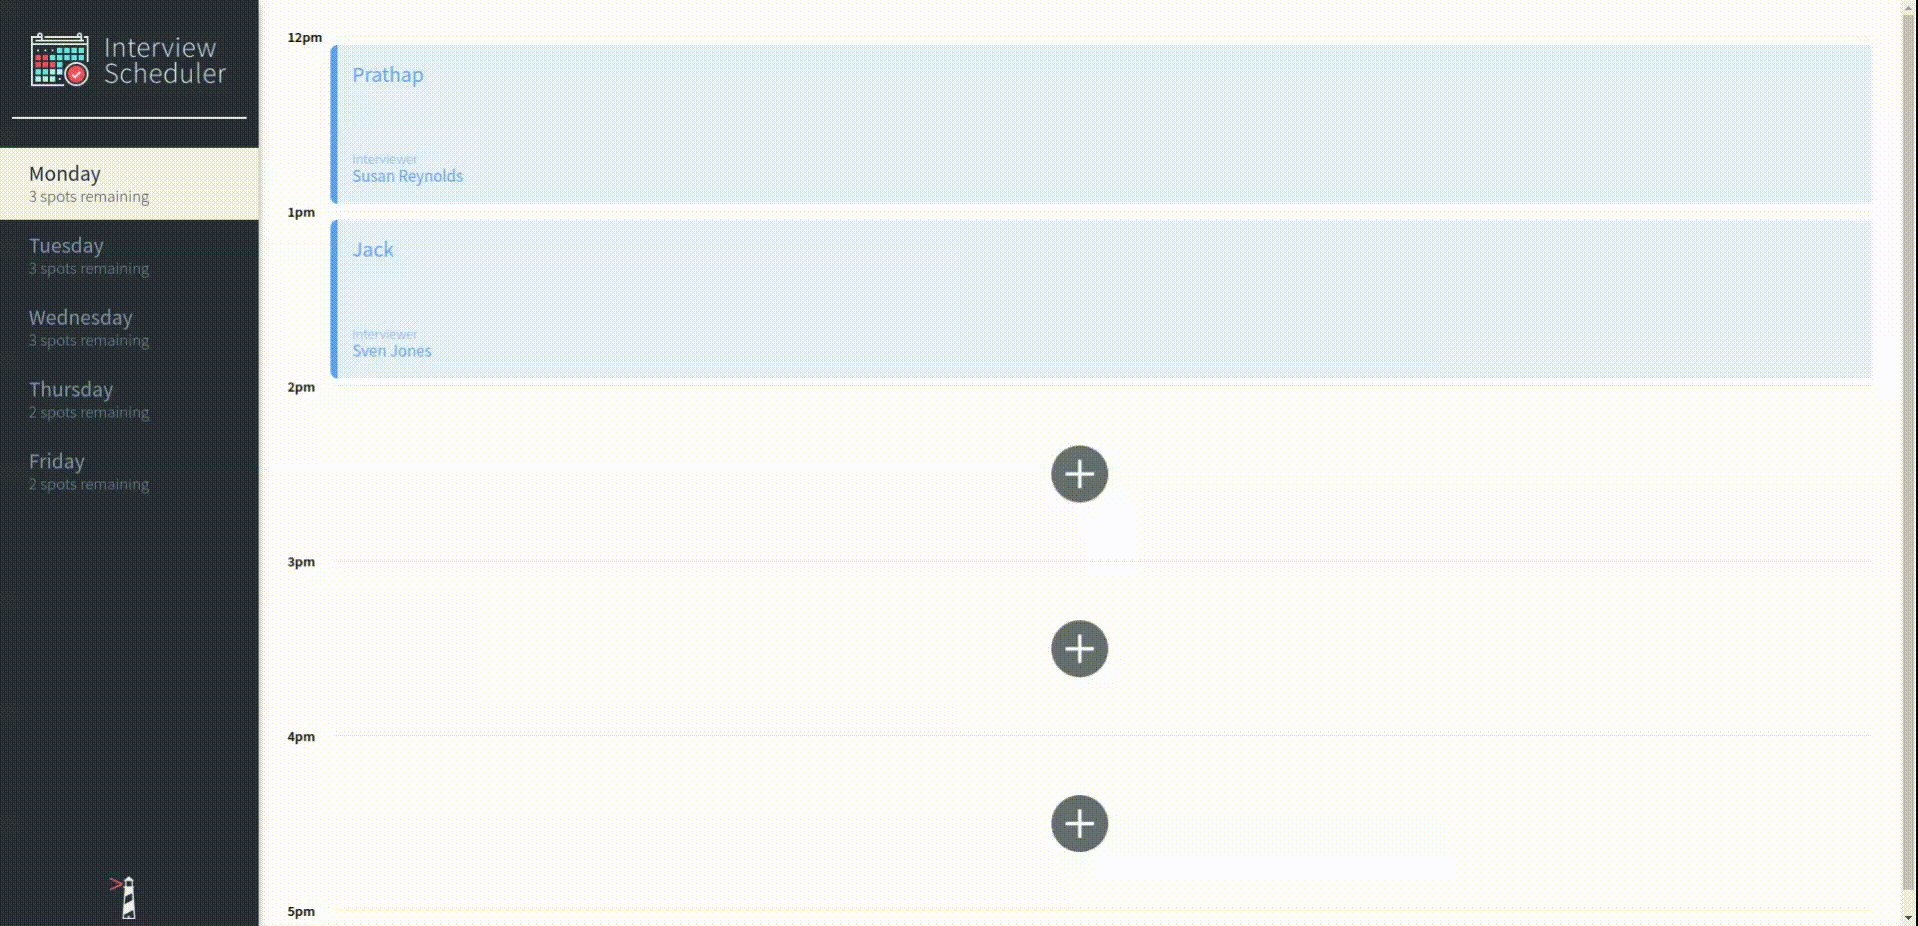 Interview
Scheduler
Monday
3 spots remaining
Tuesday
3 spots remaining
Wednesday
3 spots remaining
Thursday
2 spots remaining
Friday
2 spots remaining
12pm
Prathap
Interviewer
Susan Reynolds
1pm
Jack
Interviewer
Sven Jones
2pm
3pm
4pm
5pm